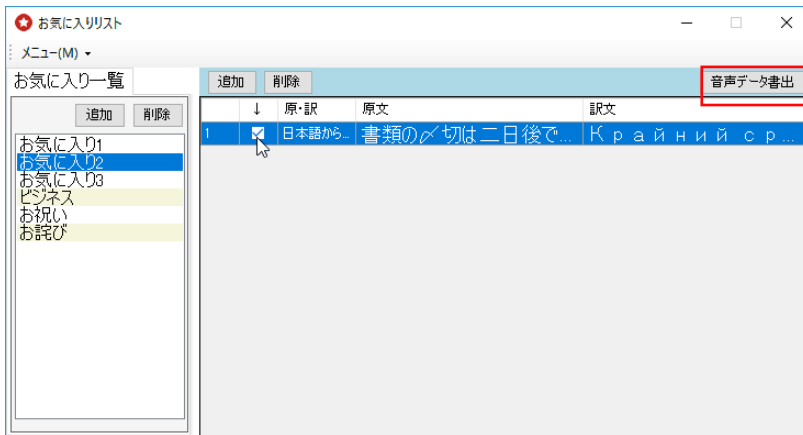 お気に入りリスト
メニュー(M)
お気に入り一覧
追加 削除
音声データ書出
追加 削除
↓ 原・訳 原文 訳文
1 日本語から... 書類の〆切は二日後で... Крайний ср...
お気に入り1
お気に入り2
お気に入り3
ビジネス
お祝い
お詫び